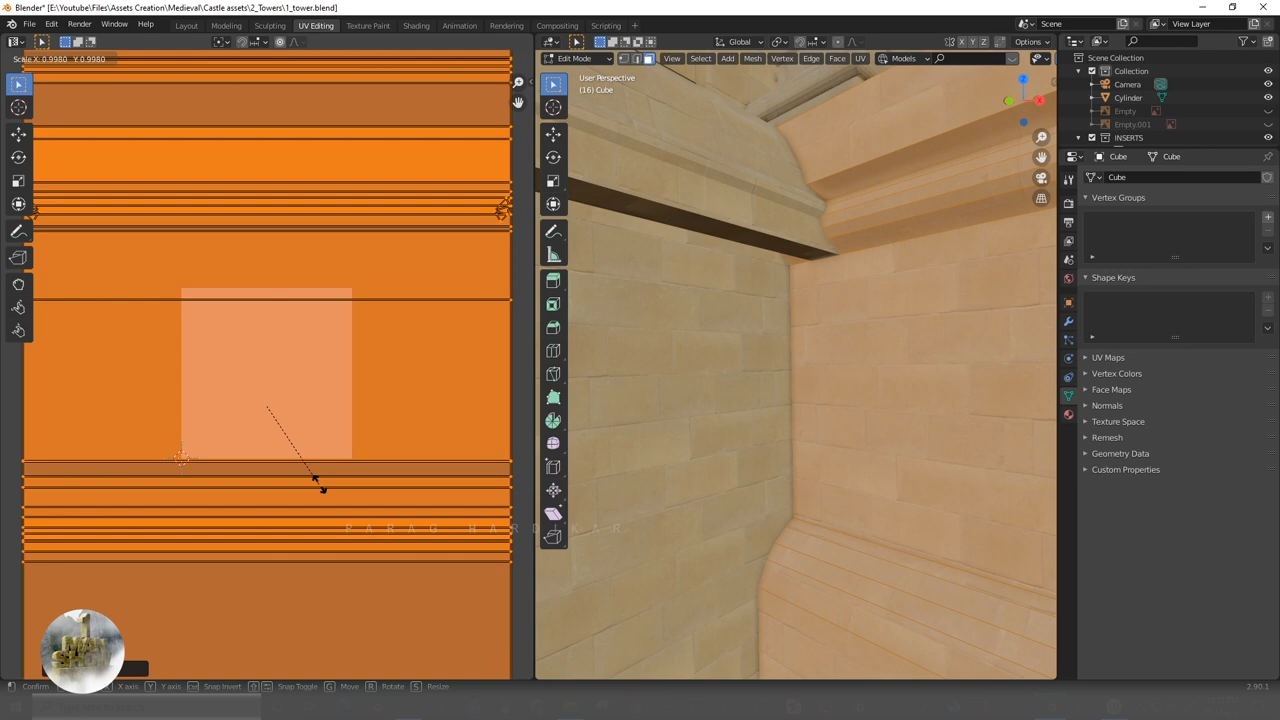 Blender* [E:\Youtube\Files\Assets Creation\Medieval\Castle assets\2_Towers\1_tower.blend]
File Edit Render Window Help Layout Modeling Sculpting UV Editing Texture Paint Shading Animation Rendering Compositing Scripting + Scene View Layer
Global Options
Scale X: 0.9980 Y: 0.9980
Edit Mode View Select Add Mesh Vertex Edge Face UV Models
User Perspective
(16) Cube
Z
X
Scene Collection
Collection
Camera
Cylinder
Empty
Empty.001
INSERTS
Cube Cube
Cube
Vertex Groups
Shape Keys
UV Maps
Vertex Colors
Face Maps
Normals
Texture Space
Remesh
Geometry Data
Custom Properties
PARAG HARDIKAR
1 MAN SHOW
Confirm X axis Y Y axis Snap Invert Snap Toggle G Move R Rotate S Resize 2.90.1